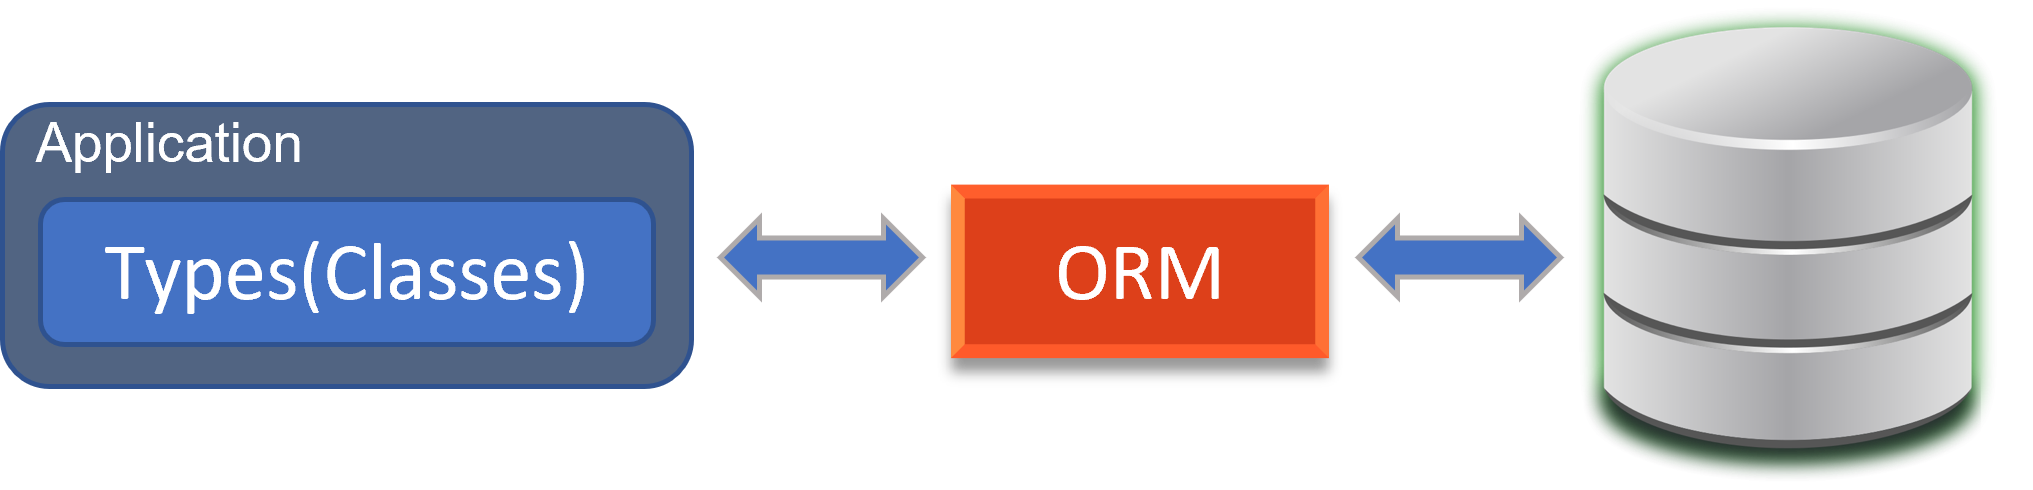 Application
Types(Classes)
ORM